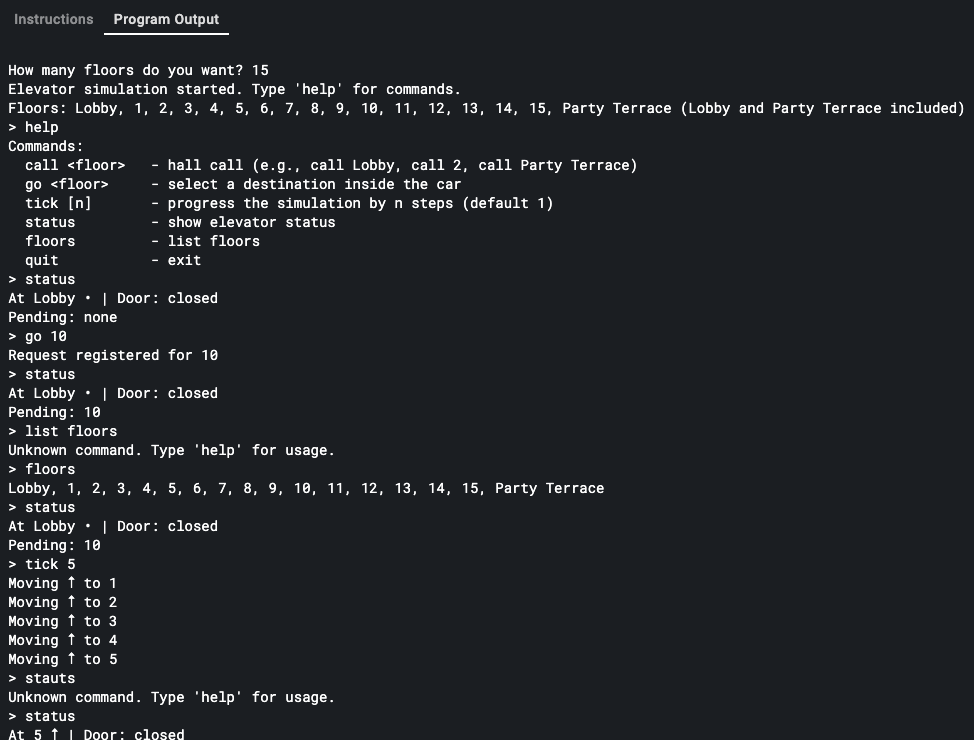 Instructions Program Output
How many floors do you want? 15
Elevator simulation started. Type 'help' for commands.
Floors: Lobby, 1, 2, 3, 4, 5, 6, 7, 8, 9, 10, 11, 12, 13, 14, 15, Party Terrace (Lobby and Party Terrace included)
> help
Commands:
  call <floor>   - hall call (e.g., call Lobby, call 2, call Party Terrace)
  go <floor>     - select a destination inside the car
  tick [n]       - progress the simulation by n steps (default 1)
  status         - show elevator status
  floors         - list floors
  quit           - exit
> status
At Lobby • | Door: closed
Pending: none
> go 10
Request registered for 10
> status
At Lobby • | Door: closed
Pending: 10
> list floors
Unknown command. Type 'help' for usage.
> floors
Lobby, 1, 2, 3, 4, 5, 6, 7, 8, 9, 10, 11, 12, 13, 14, 15, Party Terrace
> status
At Lobby • | Door: closed
Pending: 10
> tick 5
Moving ↑ to 1
Moving ↑ to 2
Moving ↑ to 3
Moving ↑ to 4
Moving ↑ to 5
> stauts
Unknown command. Type 'help' for usage.
> status
At 5 ↑ | Door: closed